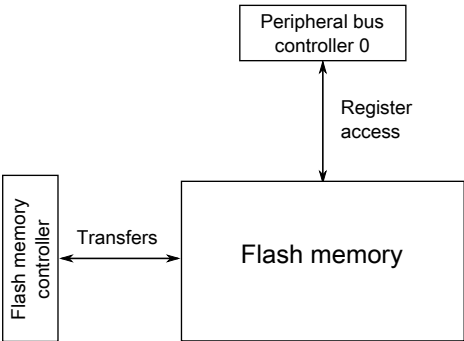 Peripheral bus
controller 0
Register
access
Flash memory
controller
Transfers
Flash memory